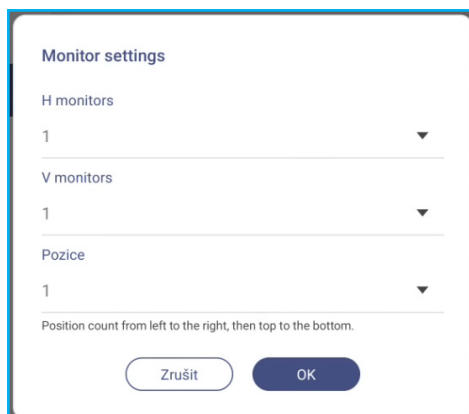 Monitor settings
H monitors
1
V monitors
1
Pozice
1
Position count from left to the right, then top to the bottom.
Zrušit
OK